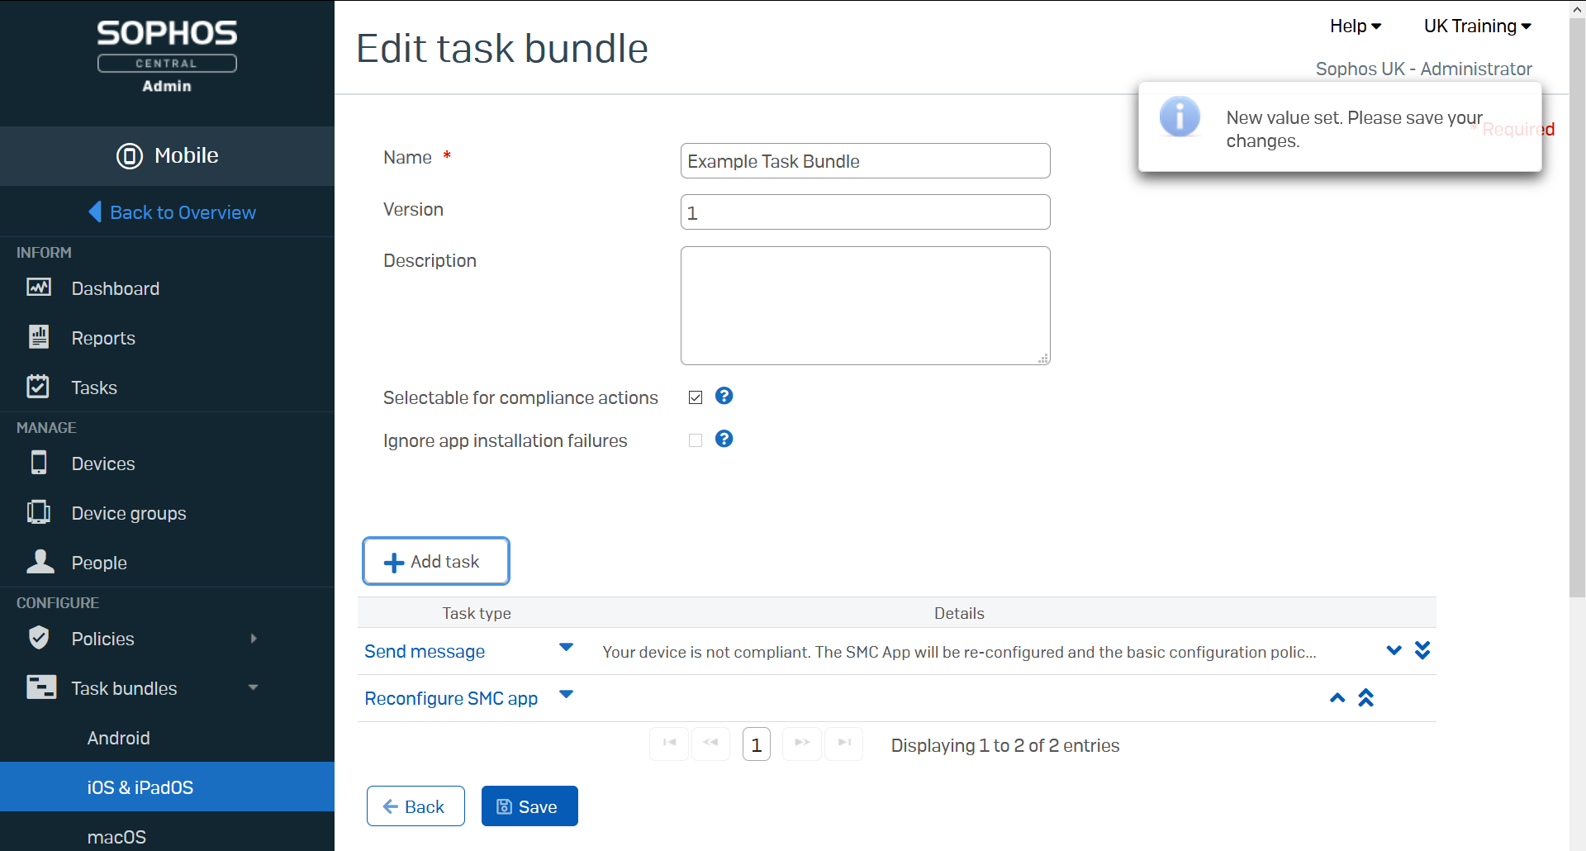 SOPHOS
CENTRAL
Admin
Mobile
Back to Overview
INFORM
Dashboard
Reports
Tasks
MANAGE
Devices
Device groups
People
CONFIGURE
Policies
Task bundles
Android
iOS & iPadOS
macOS
Edit task bundle
Help
UK Training
Sophos UK - Administrator
New value set. Please save your
changes.
* Required
Name *
Example Task Bundle
Version
1
Description
Selectable for compliance actions
?
Ignore app installation failures
?
Add task
Task type Details
Send message Your device is not compliant. The SMC App will be re-configured and the basic configuration polic...
Reconfigure SMC app
1 Displaying 1 to 2 of 2 entries
Back Save